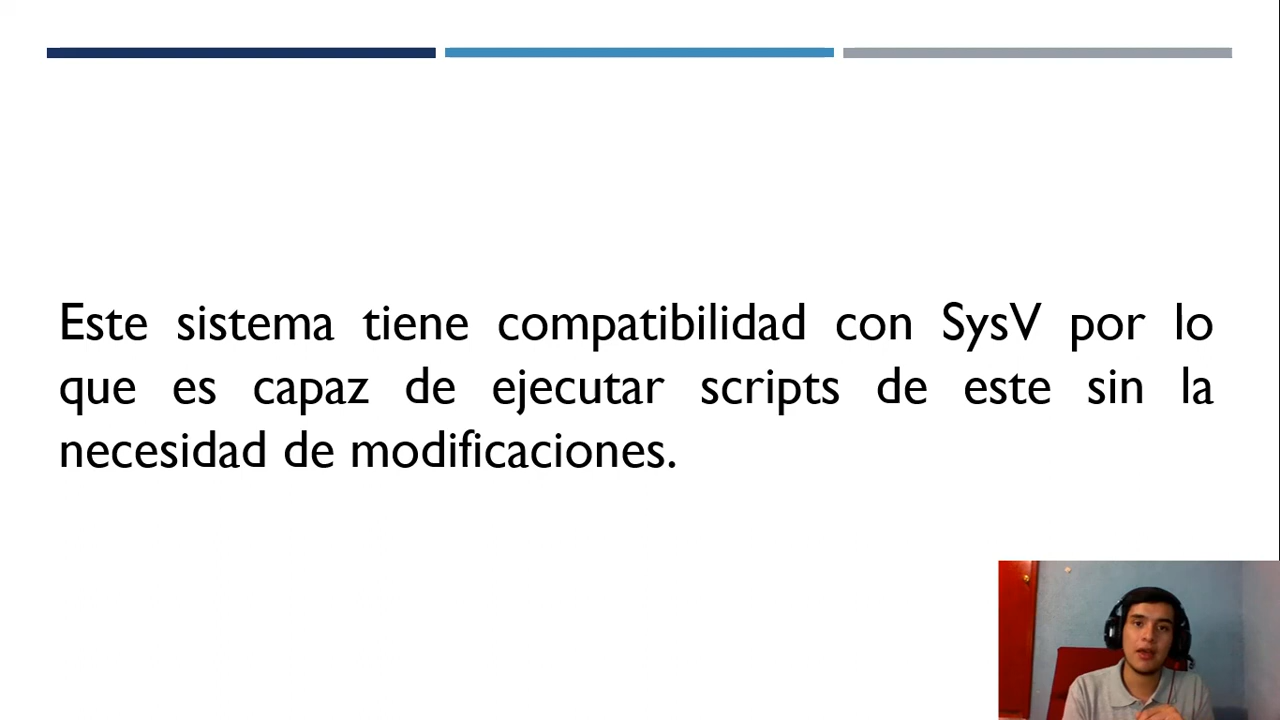 Este sistema tiene compatibilidad con SysV por lo
que es capaz de ejecutar scripts de este sin la
necesidad de modificaciones.